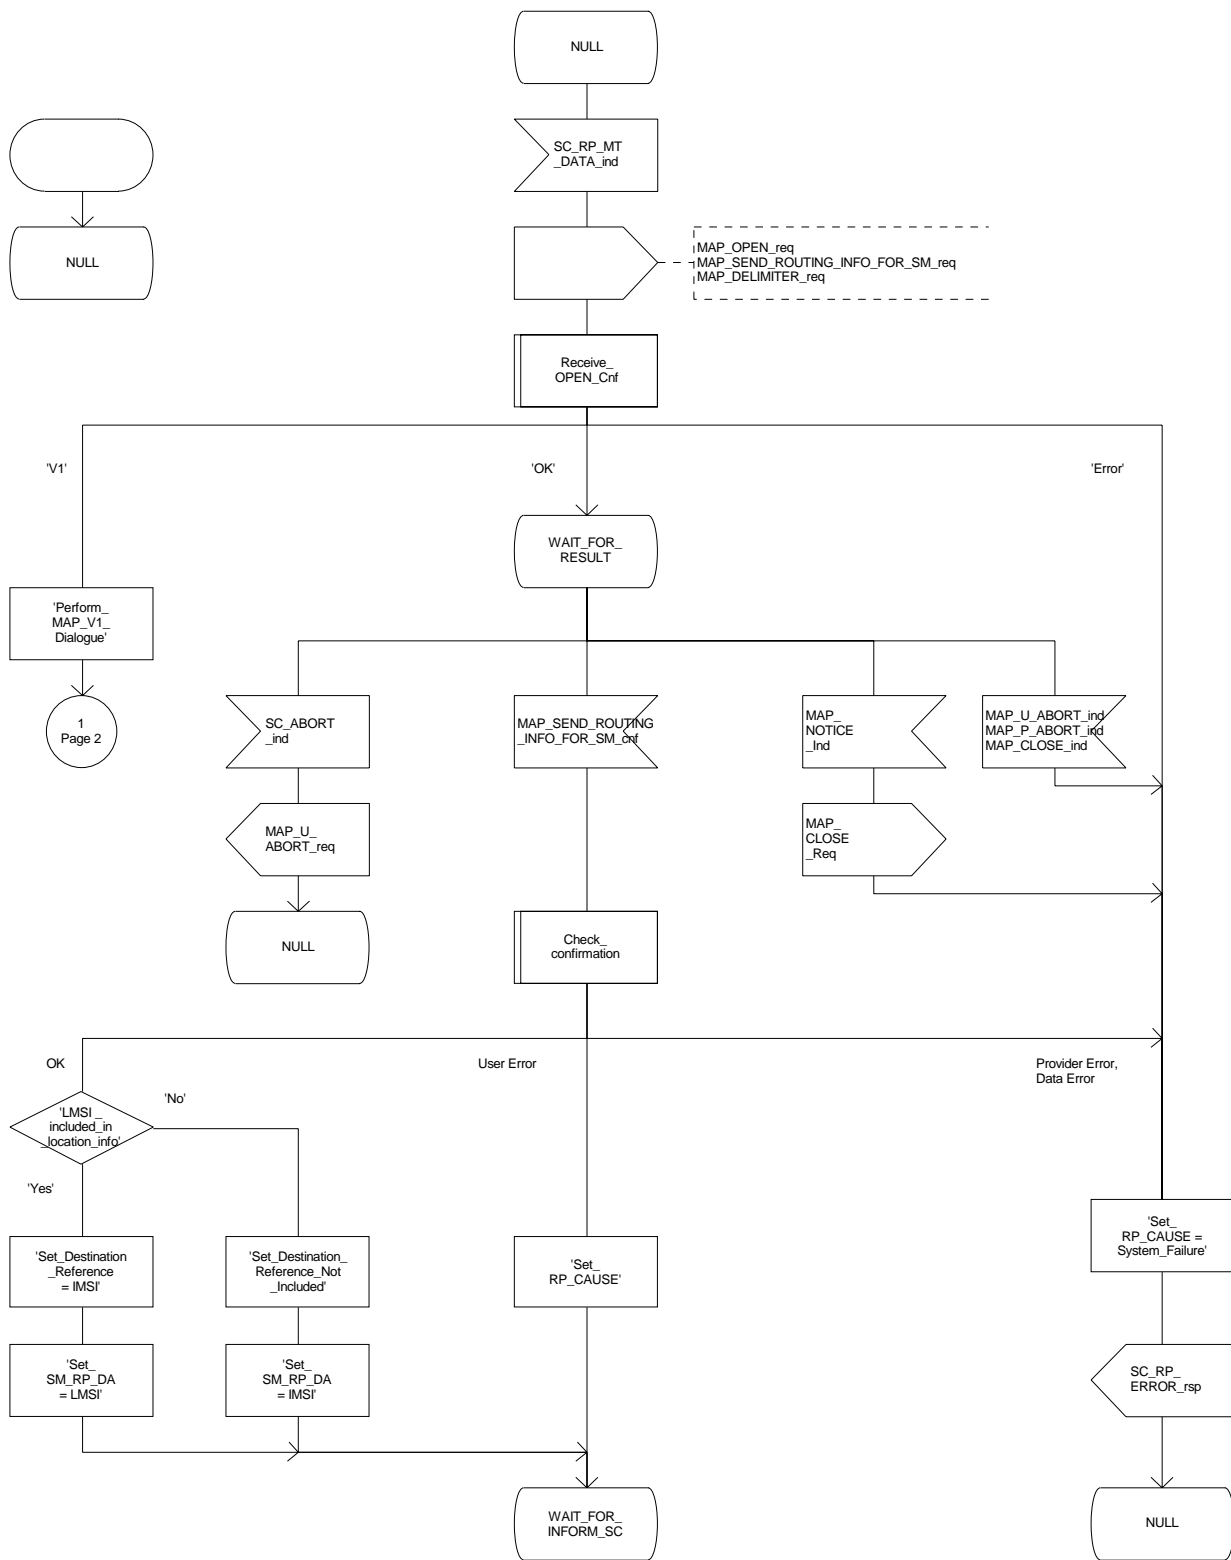 NULL
SC_RP_MT
_DATA_ind
NULL
MAP_OPEN_req
MAP_SEND_ROUTING_INFO_FOR_SM_req
MAP_DELIMITER_req
Receive_
OPEN_Cnf
'V1'
'OK'
'Error'
WAIT_FOR_
RESULT
'Perform_
MAP_V1_
Dialogue'
1
Page 2
SC_ABORT
_ind
MAP_SEND_ROUTING
_INFO_FOR_SM_cnf
MAP_
NOTICE
_Ind
MAP_U_ABORT_ind
MAP_P_ABORT_ind
MAP_CLOSE_ind
MAP_U_
ABORT_req
MAP_
CLOSE
_Req
NULL
Check_
confirmation
OK
User Error
Provider Error,
Data Error
'LMSI_
included_in
_location_info'
'No'
'Yes'
'Set_Destination
_Reference
= IMSI'
'Set_Destination_
Reference_Not
_Included'
'Set_
RP_CAUSE'
'Set_
RP_CAUSE =
System_Failure'
'Set_
SM_RP_DA
= LMSI'
'Set_
SM_RP_DA
= IMSI'
SC_RP_
ERROR_rsp
WAIT_FOR_
INFORM_SC
NULL